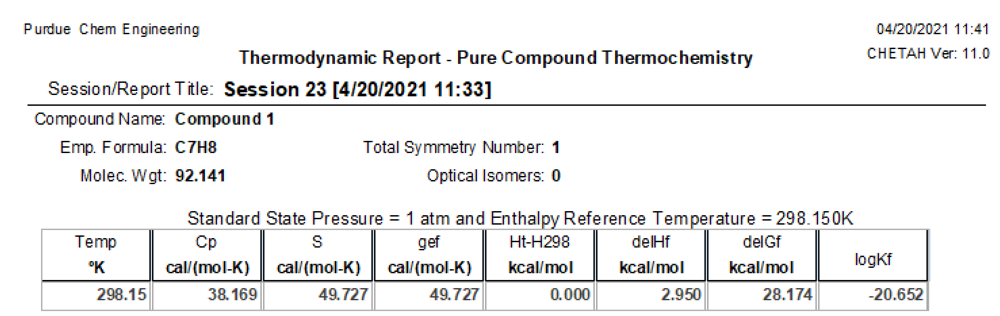 Purdue Chem Engineering 04/20/2021 11:41
Thermodynamic Report - Pure Compound Thermochemistry CHETAH Ver: 11.0
Session/Report Title: Session 23 [4/20/2021 11:33]
Compound Name: Compound 1
Emp. Formula: C7H8 Total Symmetry Number: 1
Molec. Wgt: 92.141 Optical Isomers: 0
Standard State Pressure = 1 atm and Enthalpy Reference Temperature = 298.150K
Temp Cp S gef Ht-H298 delHf delGf logKf
°K cal/(mol-K) cal/(mol-K) cal/(mol-K) kcal/mol kcal/mol kcal/mol
298.15 38.169 49.727 49.727 0.000 2.950 28.174 -20.652